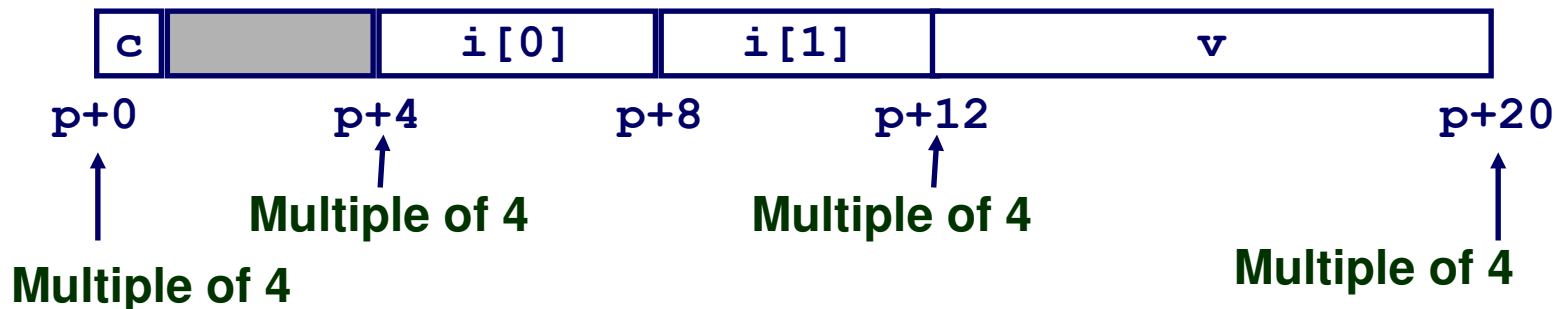 c i[0] i[1] v
p+0 p+4 p+8 p+12 p+20
Multiple of 4 Multiple of 4
Multiple of 4 Multiple of 4